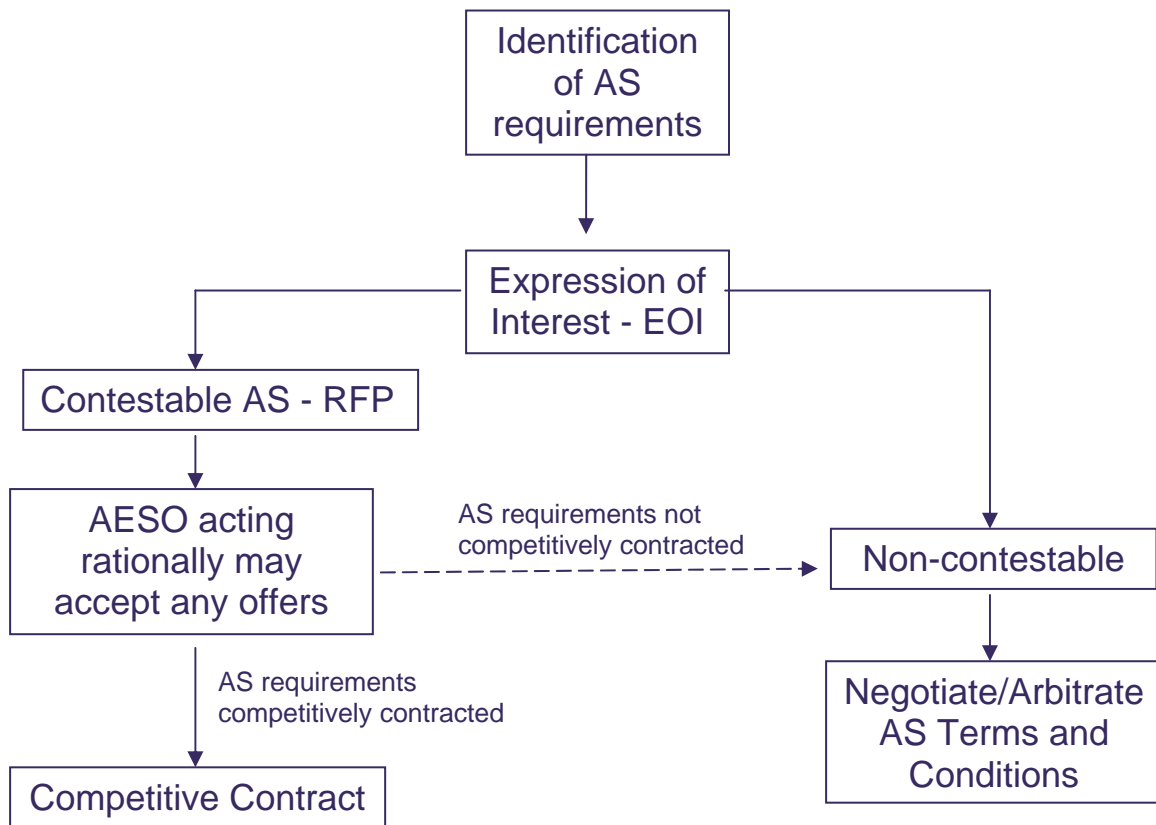 Identification
of AS
requirements
Expression of
Interest - EOI
Contestable AS - RFP
AESO acting
rationally may
accept any offers
AS requirements not
competitively contracted
Non-contestable
AS requirements
competitively contracted
Negotiate/Arbitrate
AS Terms and
Conditions
Competitive Contract